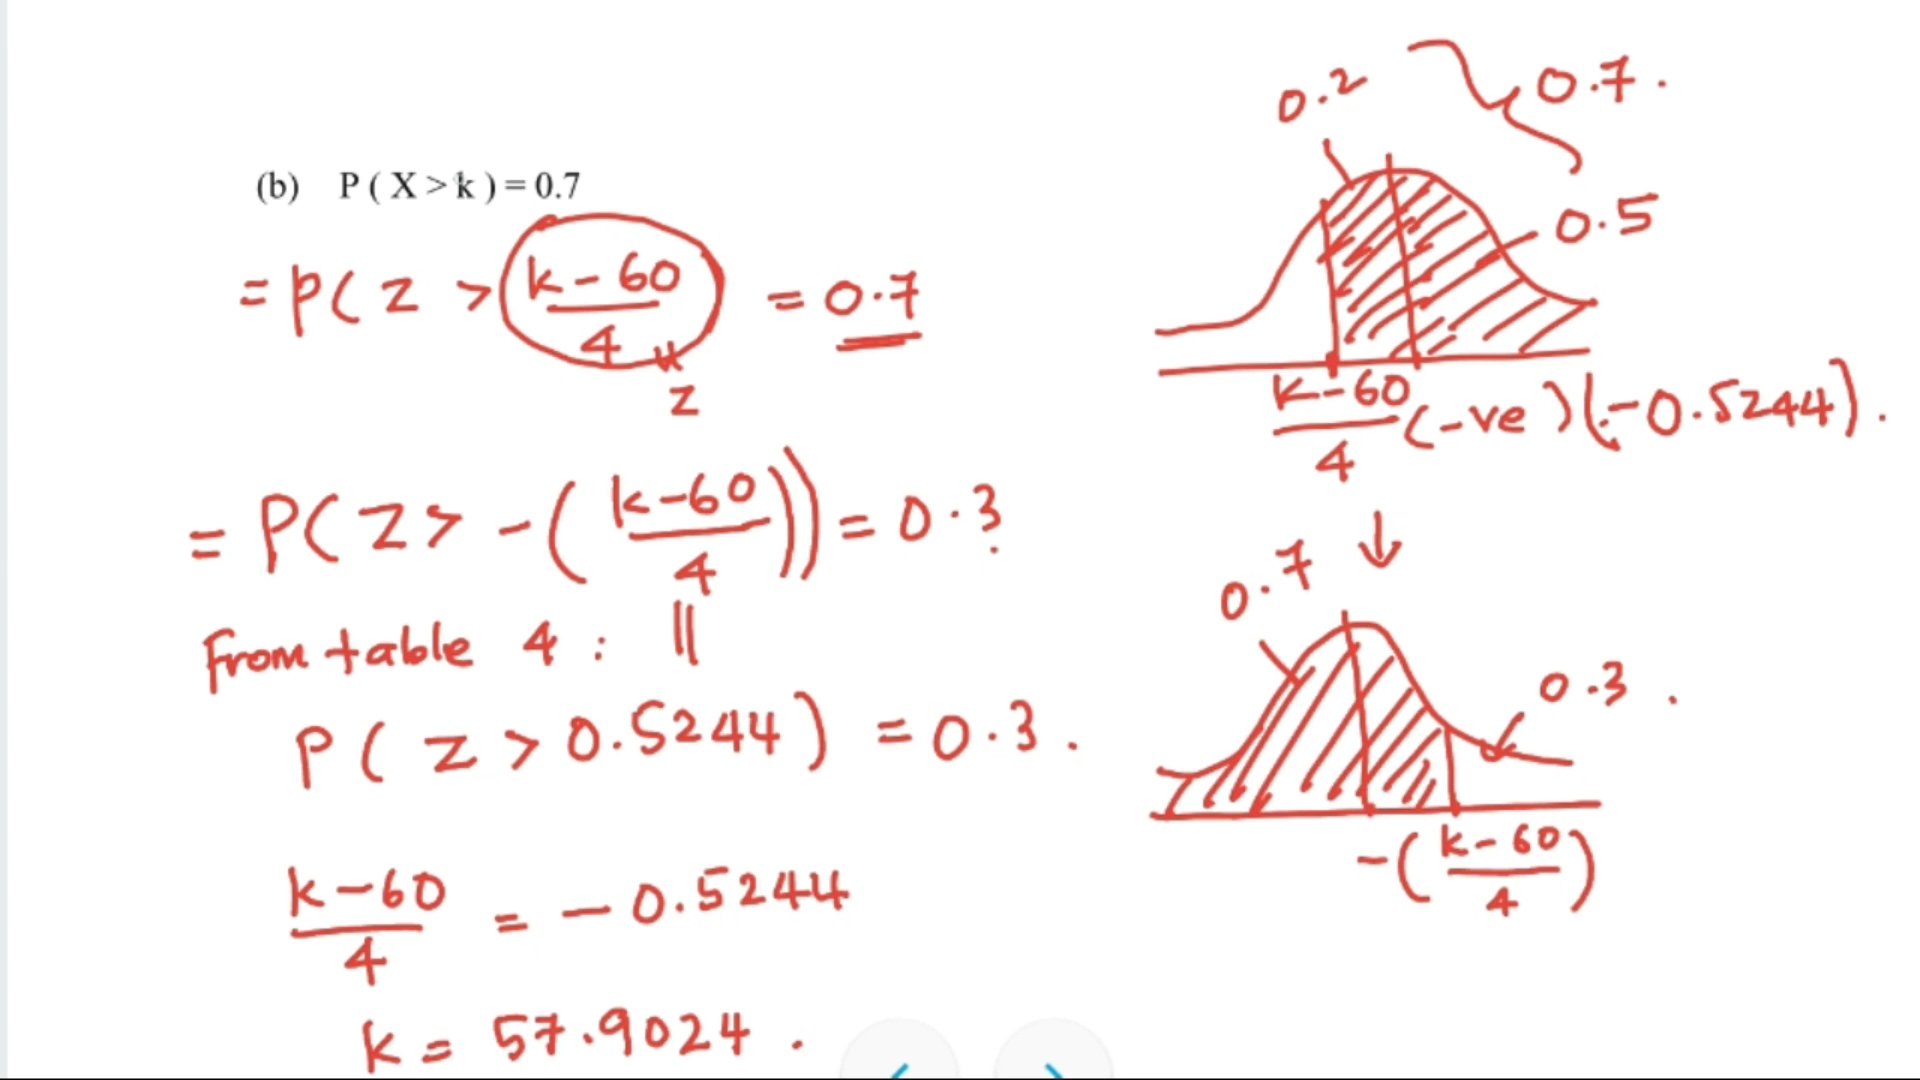 (b) P ( X > k ) = 0.7
= P( Z > k - 60 / 4 = 0.7
Z
= P( Z > - ( k - 60 / 4 )) = 0.3
From table 4 : ||
P( Z > 0.5244 ) = 0.3 .
k - 60 / 4 = - 0.5244
k = 57.9024 .
0.2
0.7 .
0.5
k - 60 / 4 (-ve) (-0.5244) .
↓
0.7
0.3 .
- ( k - 60 / 4 )